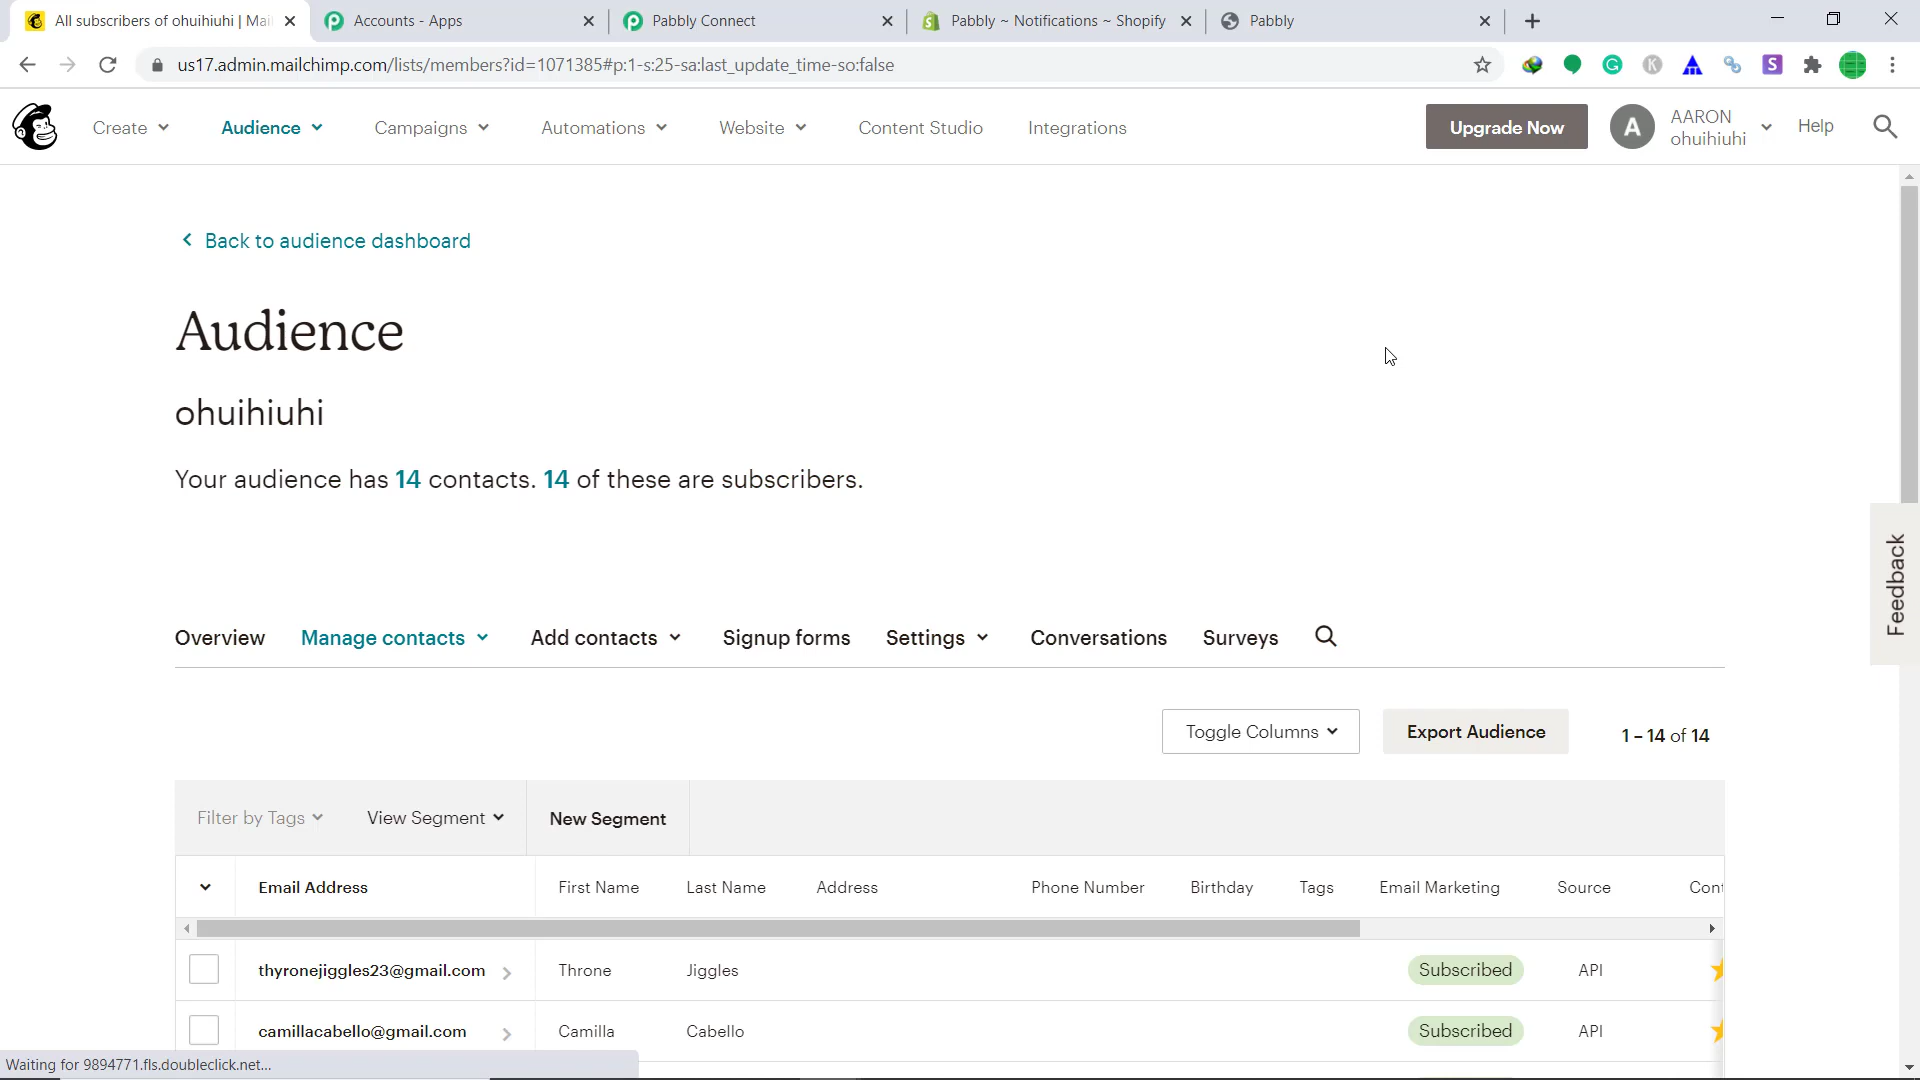 All subscribers of ohuihiuhi | Mai
Accounts - Apps
Pabbly Connect
Pabbly ~ Notifications ~ Shopify
Pabbly
us17.admin.mailchimp.com/lists/members?id=1071385#p:1-s:25-sa:last_update_time-so:false
Create
Audience
Campaigns
Automations
Website
Content Studio
Integrations
Upgrade Now
A
AARON
ohuihiuhi
Help
Back to audience dashboard
Audience
ohuihiuhi
Your audience has 14 contacts. 14 of these are subscribers.
Feedback
Overview
Manage contacts
Add contacts
Signup forms
Settings
Conversations
Surveys
Toggle Columns
Export Audience
1 – 14 of 14
Filter by Tags
View Segment
New Segment
Email Address
First Name
Last Name
Address
Phone Number
Birthday
Tags
Email Marketing
Source
Cont
thyronejiggles23@gmail.com
Throne
Jiggles
Subscribed
API
camillacabello@gmail.com
Camilla
Cabello
Subscribed
API
Waiting for 9894771.fls.doubleclick.net...